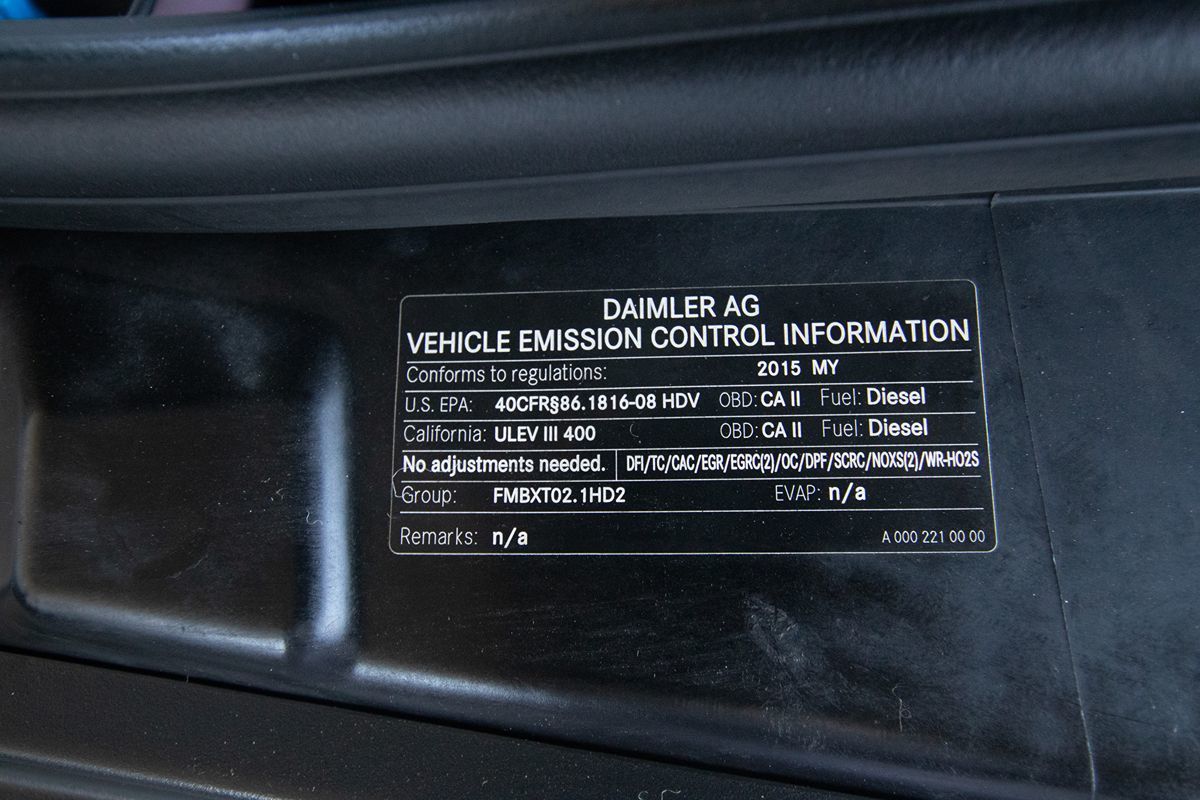 DAIMLER AG
VEHICLE EMISSION CONTROL INFORMATION
Conforms to regulations: 2015 MY
U.S. EPA: 40CFR§86.1816-08 HDV OBD: CA II Fuel: Diesel
California: ULEV III 400 OBD: CA II Fuel: Diesel
No adjustments needed. DFI/TC/CAC/EGR/EGRC(2)/OC/DPF/SCRC/NOXS(2)/WR-HO2S
Group: FMBXT02.1HD2 EVAP: n/a
Remarks: n/a A 000 221 00 00